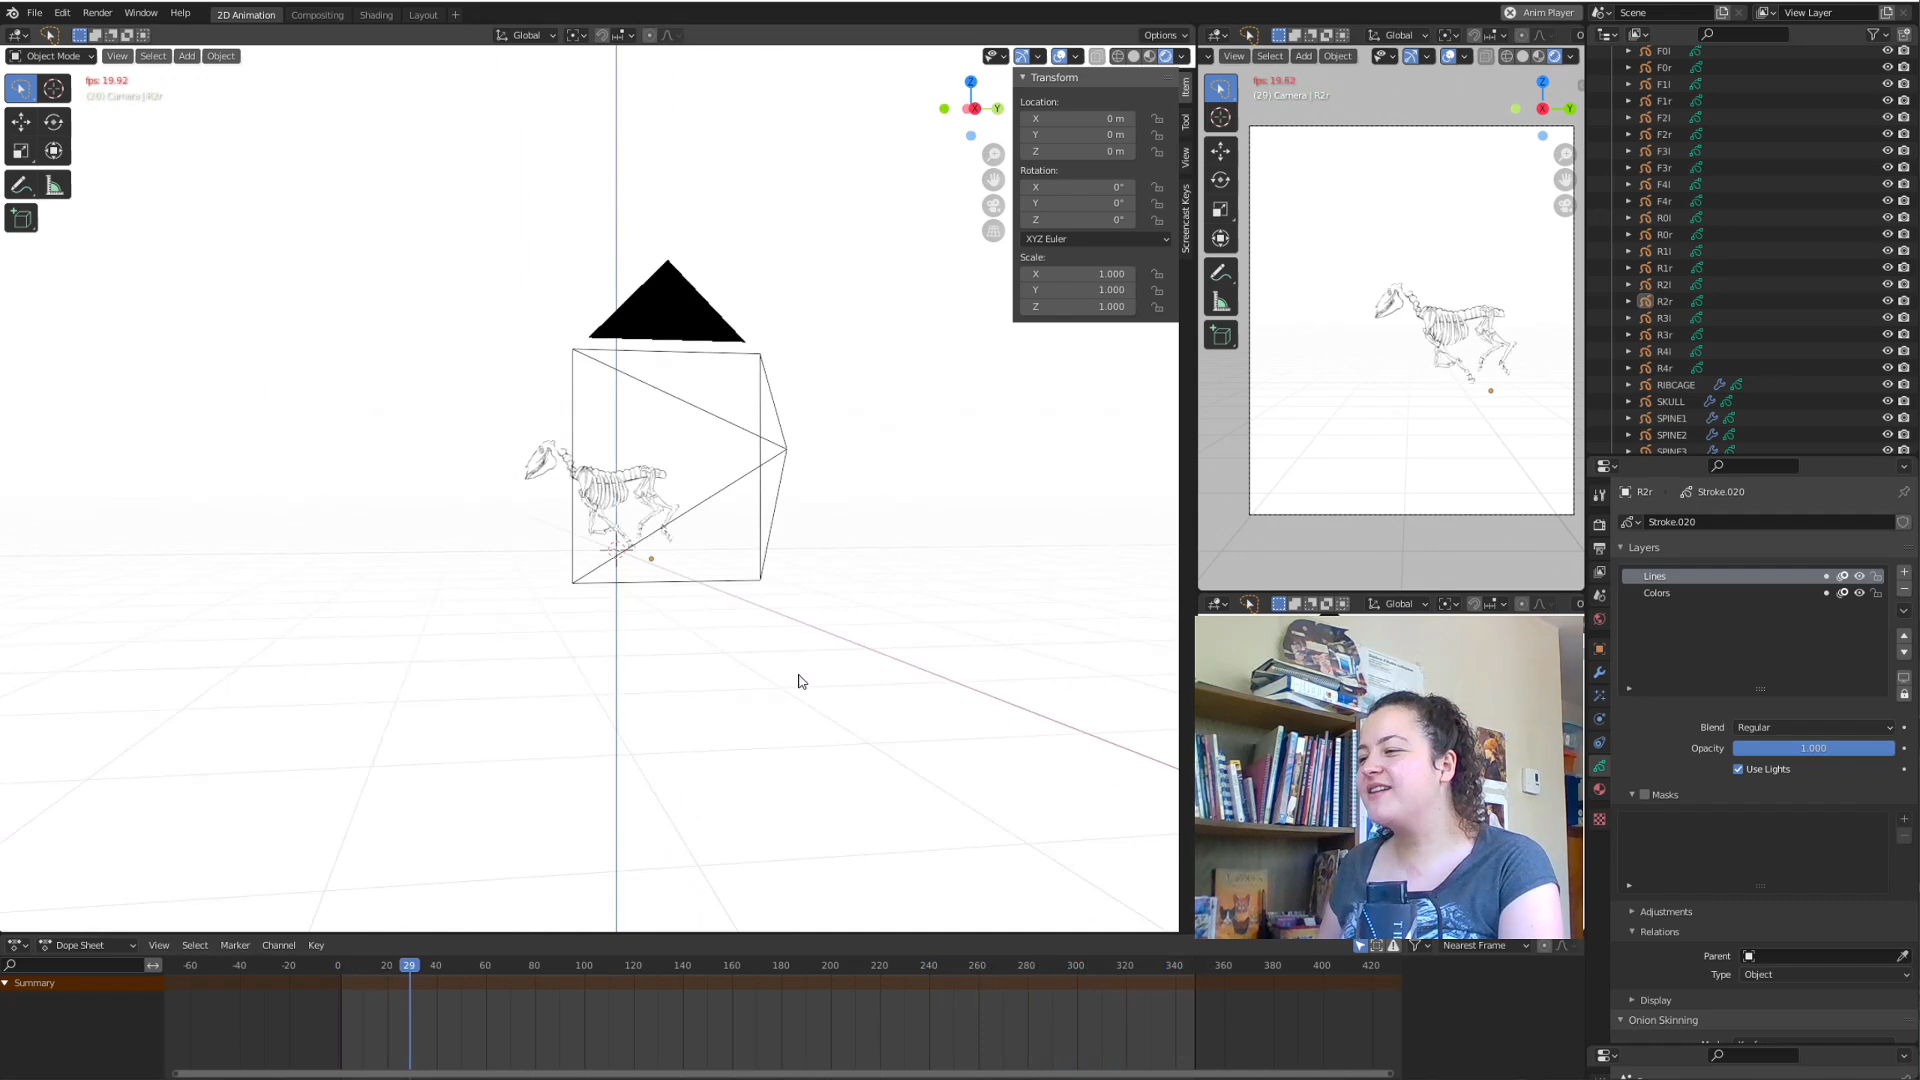 File Edit Render Window Help 2D Animation Compositing Shading Layout + Anim Player Scene View Layer
Global Options Global
Object Mode View Select Add Object View Select Add Object
fps: 19.92
(28) Camera | R2r
Transform
Location:
X 0 m
Y 0 m
Z 0 m
Rotation:
X 0°
Y 0°
Z 0°
XYZ Euler
Scale:
X 1.000
Y 1.000
Z 1.000
Item
Tool
View
Screencast Keys
Z
X
Y
fps: 19.82
(29) Camera | R2r
Z
X
Y
F0l
F0r
F1l
F1r
F2l
F2r
F3l
F3r
F4l
F4r
R0l
R0r
R1l
R1r
R2l
R2r
R3l
R3r
R4l
R4r
RIBCAGE
SKULL
SPINE1
SPINE2
SPINE3
R2r Stroke.020
Stroke.020
Layers
Lines
Colors
Blend Regular
Opacity 1.000
Use Lights
Masks
Adjustments
Relations
Parent
Type Object
Display
Onion Skinning
Global
Dope Sheet View Select Marker Channel Key Nearest Frame
-60 -40 -20 0 20 29 40 60 80 100 120 140 160 180 200 220 240 260 280 300 320 340 360 380 400 420
Summary